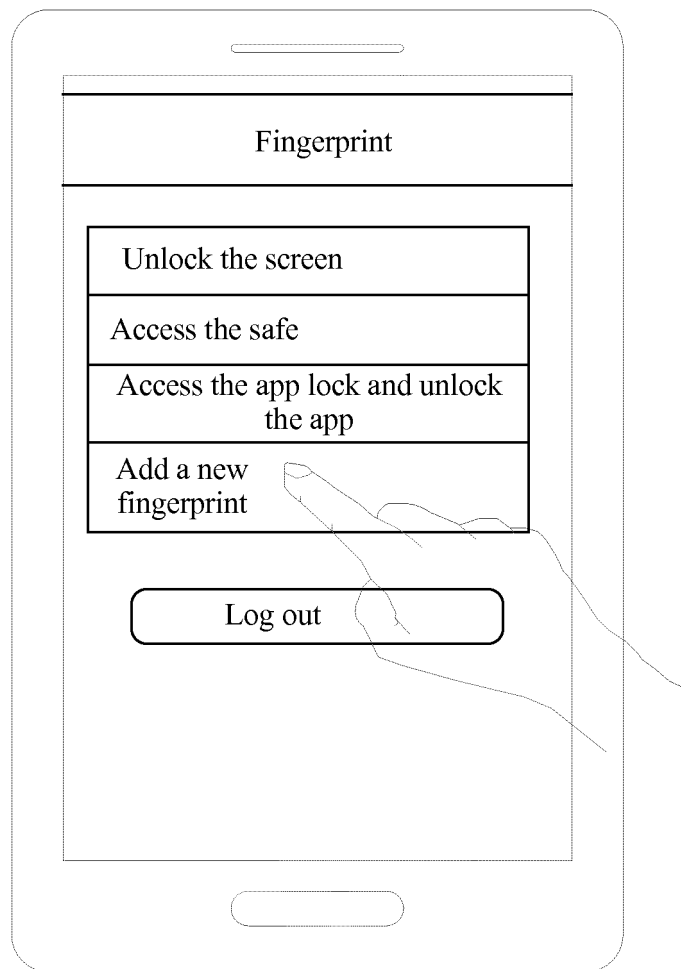 Fingerprint
Unlock the screen
Access the safe
Access the app lock and unlock
the app
Add a new
fingerprint
Log out